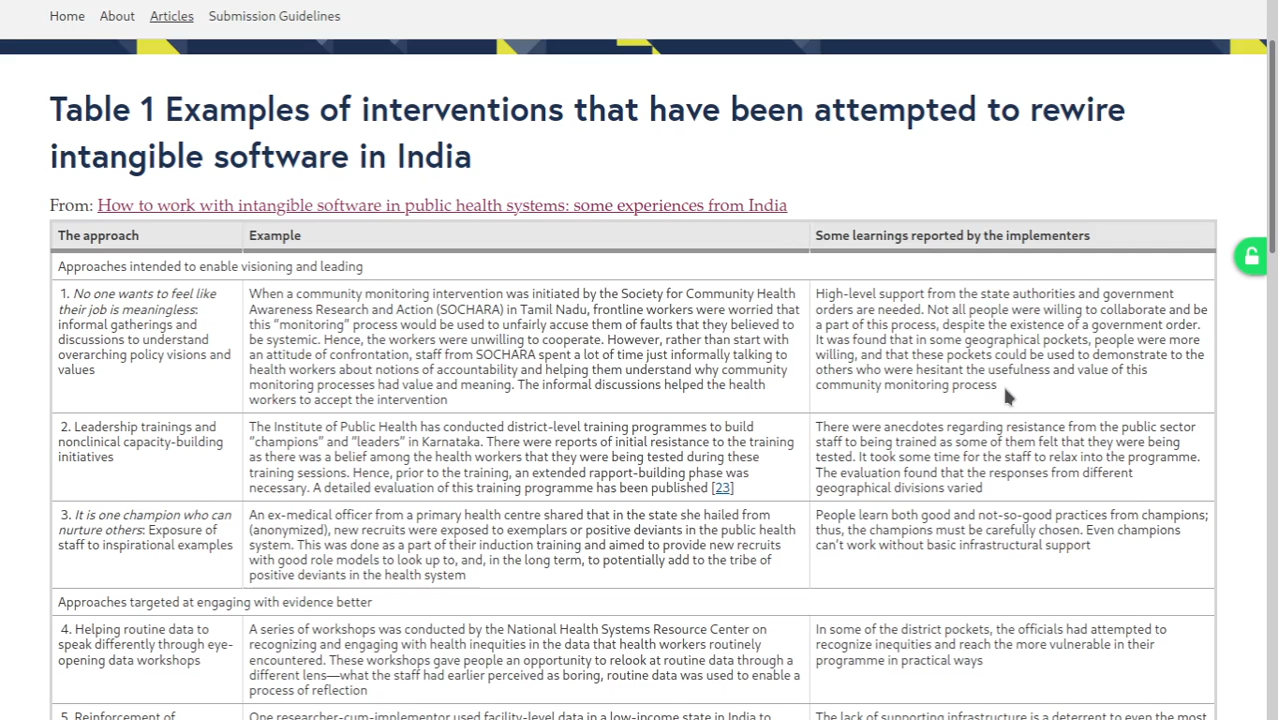 Home About Articles Submission Guidelines
Table 1 Examples of interventions that have been attempted to rewire
intangible software in India
From: How to work with intangible software in public health systems: some experiences from India
The approach
Example
Some learnings reported by the implementers
Approaches intended to enable visioning and leading
1. No one wants to feel like
their job is meaningless:
informal gatherings and
discussions to understand
overarching policy visions and
values
When a community monitoring intervention was initiated by the Society for Community Health
Awareness Research and Action (SOCHARA) in Tamil Nadu, frontline workers were worried that
this “monitoring” process would be used to unfairly accuse them of faults that they believed to
be systemic. Hence, the workers were unwilling to cooperate. However, rather than start with
an attitude of confrontation, staff from SOCHARA spent a lot of time just informally talking to
health workers about notions of accountability and helping them understand why community
monitoring processes had value and meaning. The informal discussions helped the health
workers to accept the intervention
High-level support from the state authorities and government
orders are needed. Not all people were willing to collaborate and be
a part of this process, despite the existence of a government order.
It was found that in some geographical pockets, people were more
willing, and that these pockets could be used to demonstrate to the
others who were hesitant the usefulness and value of this
community monitoring process
2. Leadership trainings and
nonclinical capacity-building
initiatives
The Institute of Public Health has conducted district-level training programmes to build
“champions” and “leaders” in Karnataka. There were reports of initial resistance to the training
as there was a belief among the health workers that they were being tested during these
training sessions. Hence, prior to the training, an extended rapport-building phase was
necessary. A detailed evaluation of this training programme has been published [23]
There were anecdotes regarding resistance from the public sector
staff to being trained as some of them felt that they were being
tested. It took some time for the staff to relax into the programme.
The evaluation found that the responses from different
geographical divisions varied
3. It is one champion who can
nurture others: Exposure of
staff to inspirational examples
An ex-medical officer from a primary health centre shared that in the state she hailed from
(anonymized), new recruits were exposed to exemplars or positive deviants in the public health
system. This was done as a part of their induction training and aimed to provide new recruits
with good role models to look up to, and, in the long term, to potentially add to the tribe of
positive deviants in the health system
People learn both good and not-so-good practices from champions;
thus, the champions must be carefully chosen. Even champions
can’t work without basic infrastructural support
Approaches targeted at engaging with evidence better
4. Helping routine data to
speak differently through eye-
opening data workshops
A series of workshops was conducted by the National Health Systems Resource Center on
recognizing and engaging with health inequities in the data that health workers routinely
encountered. These workshops gave people an opportunity to relook at routine data through a
different lens—what the staff had earlier perceived as boring, routine data was used to enable a
process of reflection
In some of the district pockets, the officials had attempted to
recognize inequities and reach the more vulnerable in their
programme in practical ways
5. Reinforcement of
One researcher-cum-implementor used facility-level data in a low-income state in India to
The lack of supporting infrastructure is a deterrent to even the most